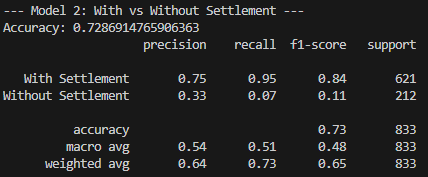 --- Model 2: With vs Without Settlement ---
Accuracy: 0.7286914765906363
precision recall f1-score support
With Settlement 0.75 0.95 0.84 621
Without Settlement 0.33 0.07 0.11 212
accuracy 0.73 833
macro avg 0.54 0.51 0.48 833
weighted avg 0.64 0.73 0.65 833